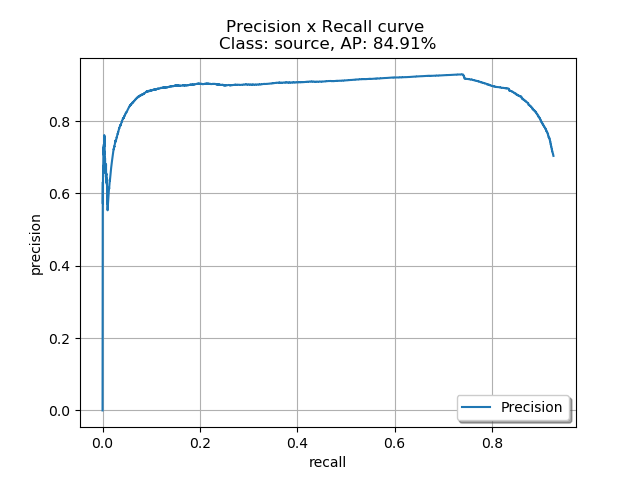 Precision x Recall curve
Class: source, AP: 84.91%
precision
0.8
0.6
0.4
0.2
0.0
0.0 0.2 0.4 0.6 0.8
recall
Precision